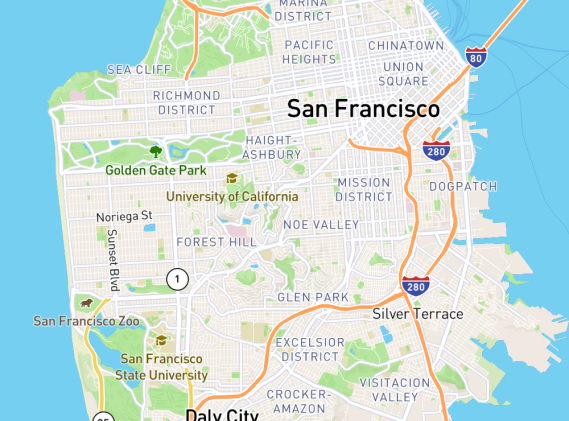 MARINA
DISTRICT
PACIFIC
HEIGHTS
CHINATOWN
80
SEA CLIFF
UNION
SQUARE
RICHMOND
DISTRICT
San Francisco
HAIGHT-
ASHBURY
280
Golden Gate Park
University of California
MISSION
DISTRICT
DOGPATCH
Noriega St
NOE VALLEY
Sunset Blvd
FOREST HILL
1
280
GLEN PARK
San Francisco Zoo
Silver Terrace
EXCELSIOR
DISTRICT
San Francisco
State University
VISITACION
VALLEY
CROCKER-
AMAZON
Daly City
35